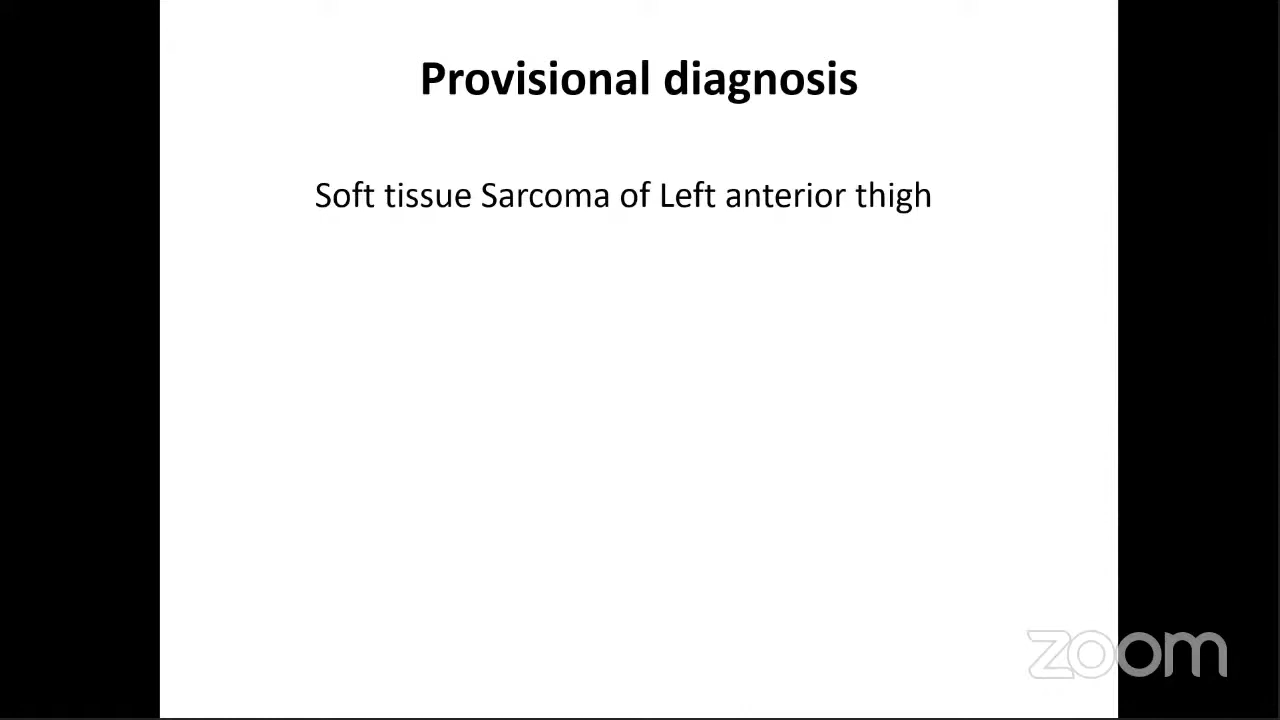 Provisional diagnosis
Soft tissue Sarcoma of Left anterior thigh
zoom